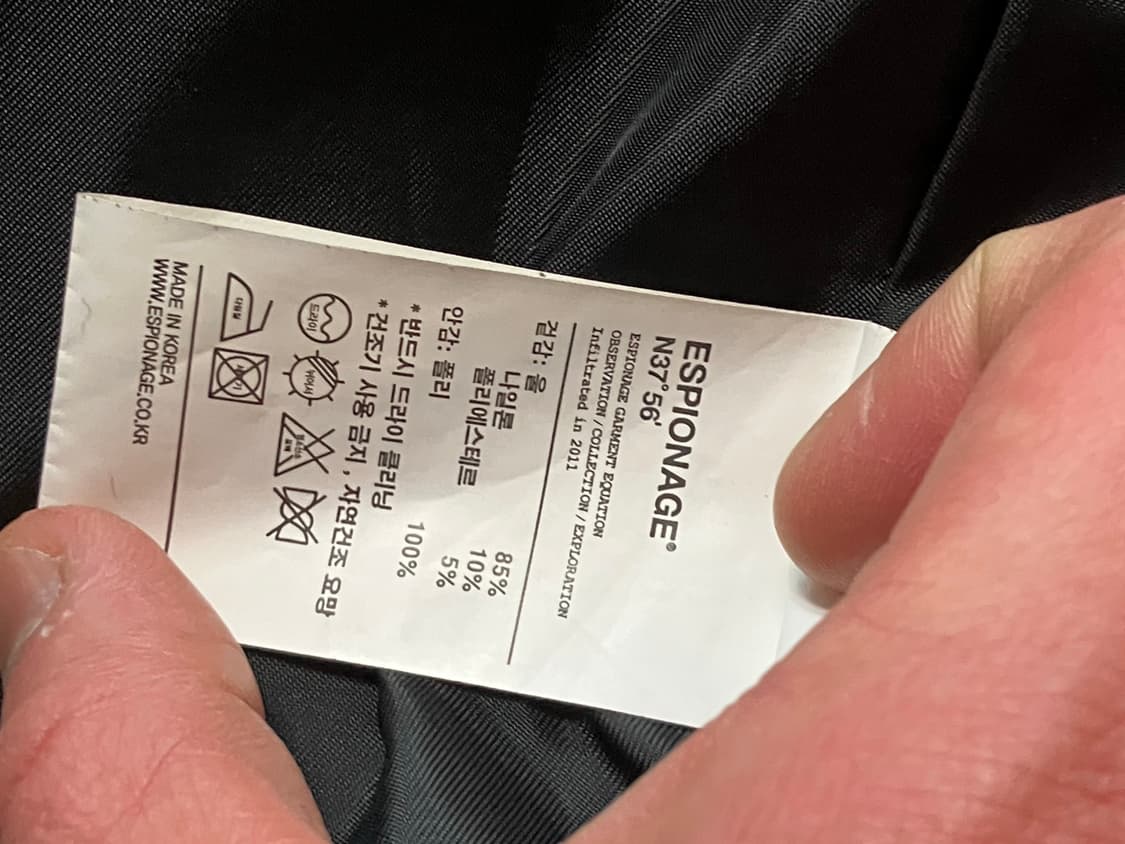 ESPIONAGE®
N37°56'
ESPIONAGE GARMENT EQUATION
OBSERVATION/COLLECTION/EXPLORATION
Infiltrated in 2011
겉감: 울 85%
나일론 10%
폴리에스테르 5%
안감: 폴리 100%
* 반드시 드라이 클리닝
* 건조기 사용 금지, 자연건조 요망
드라이
MADE IN KOREA
WWW.ESPIONAGE.CO.KR